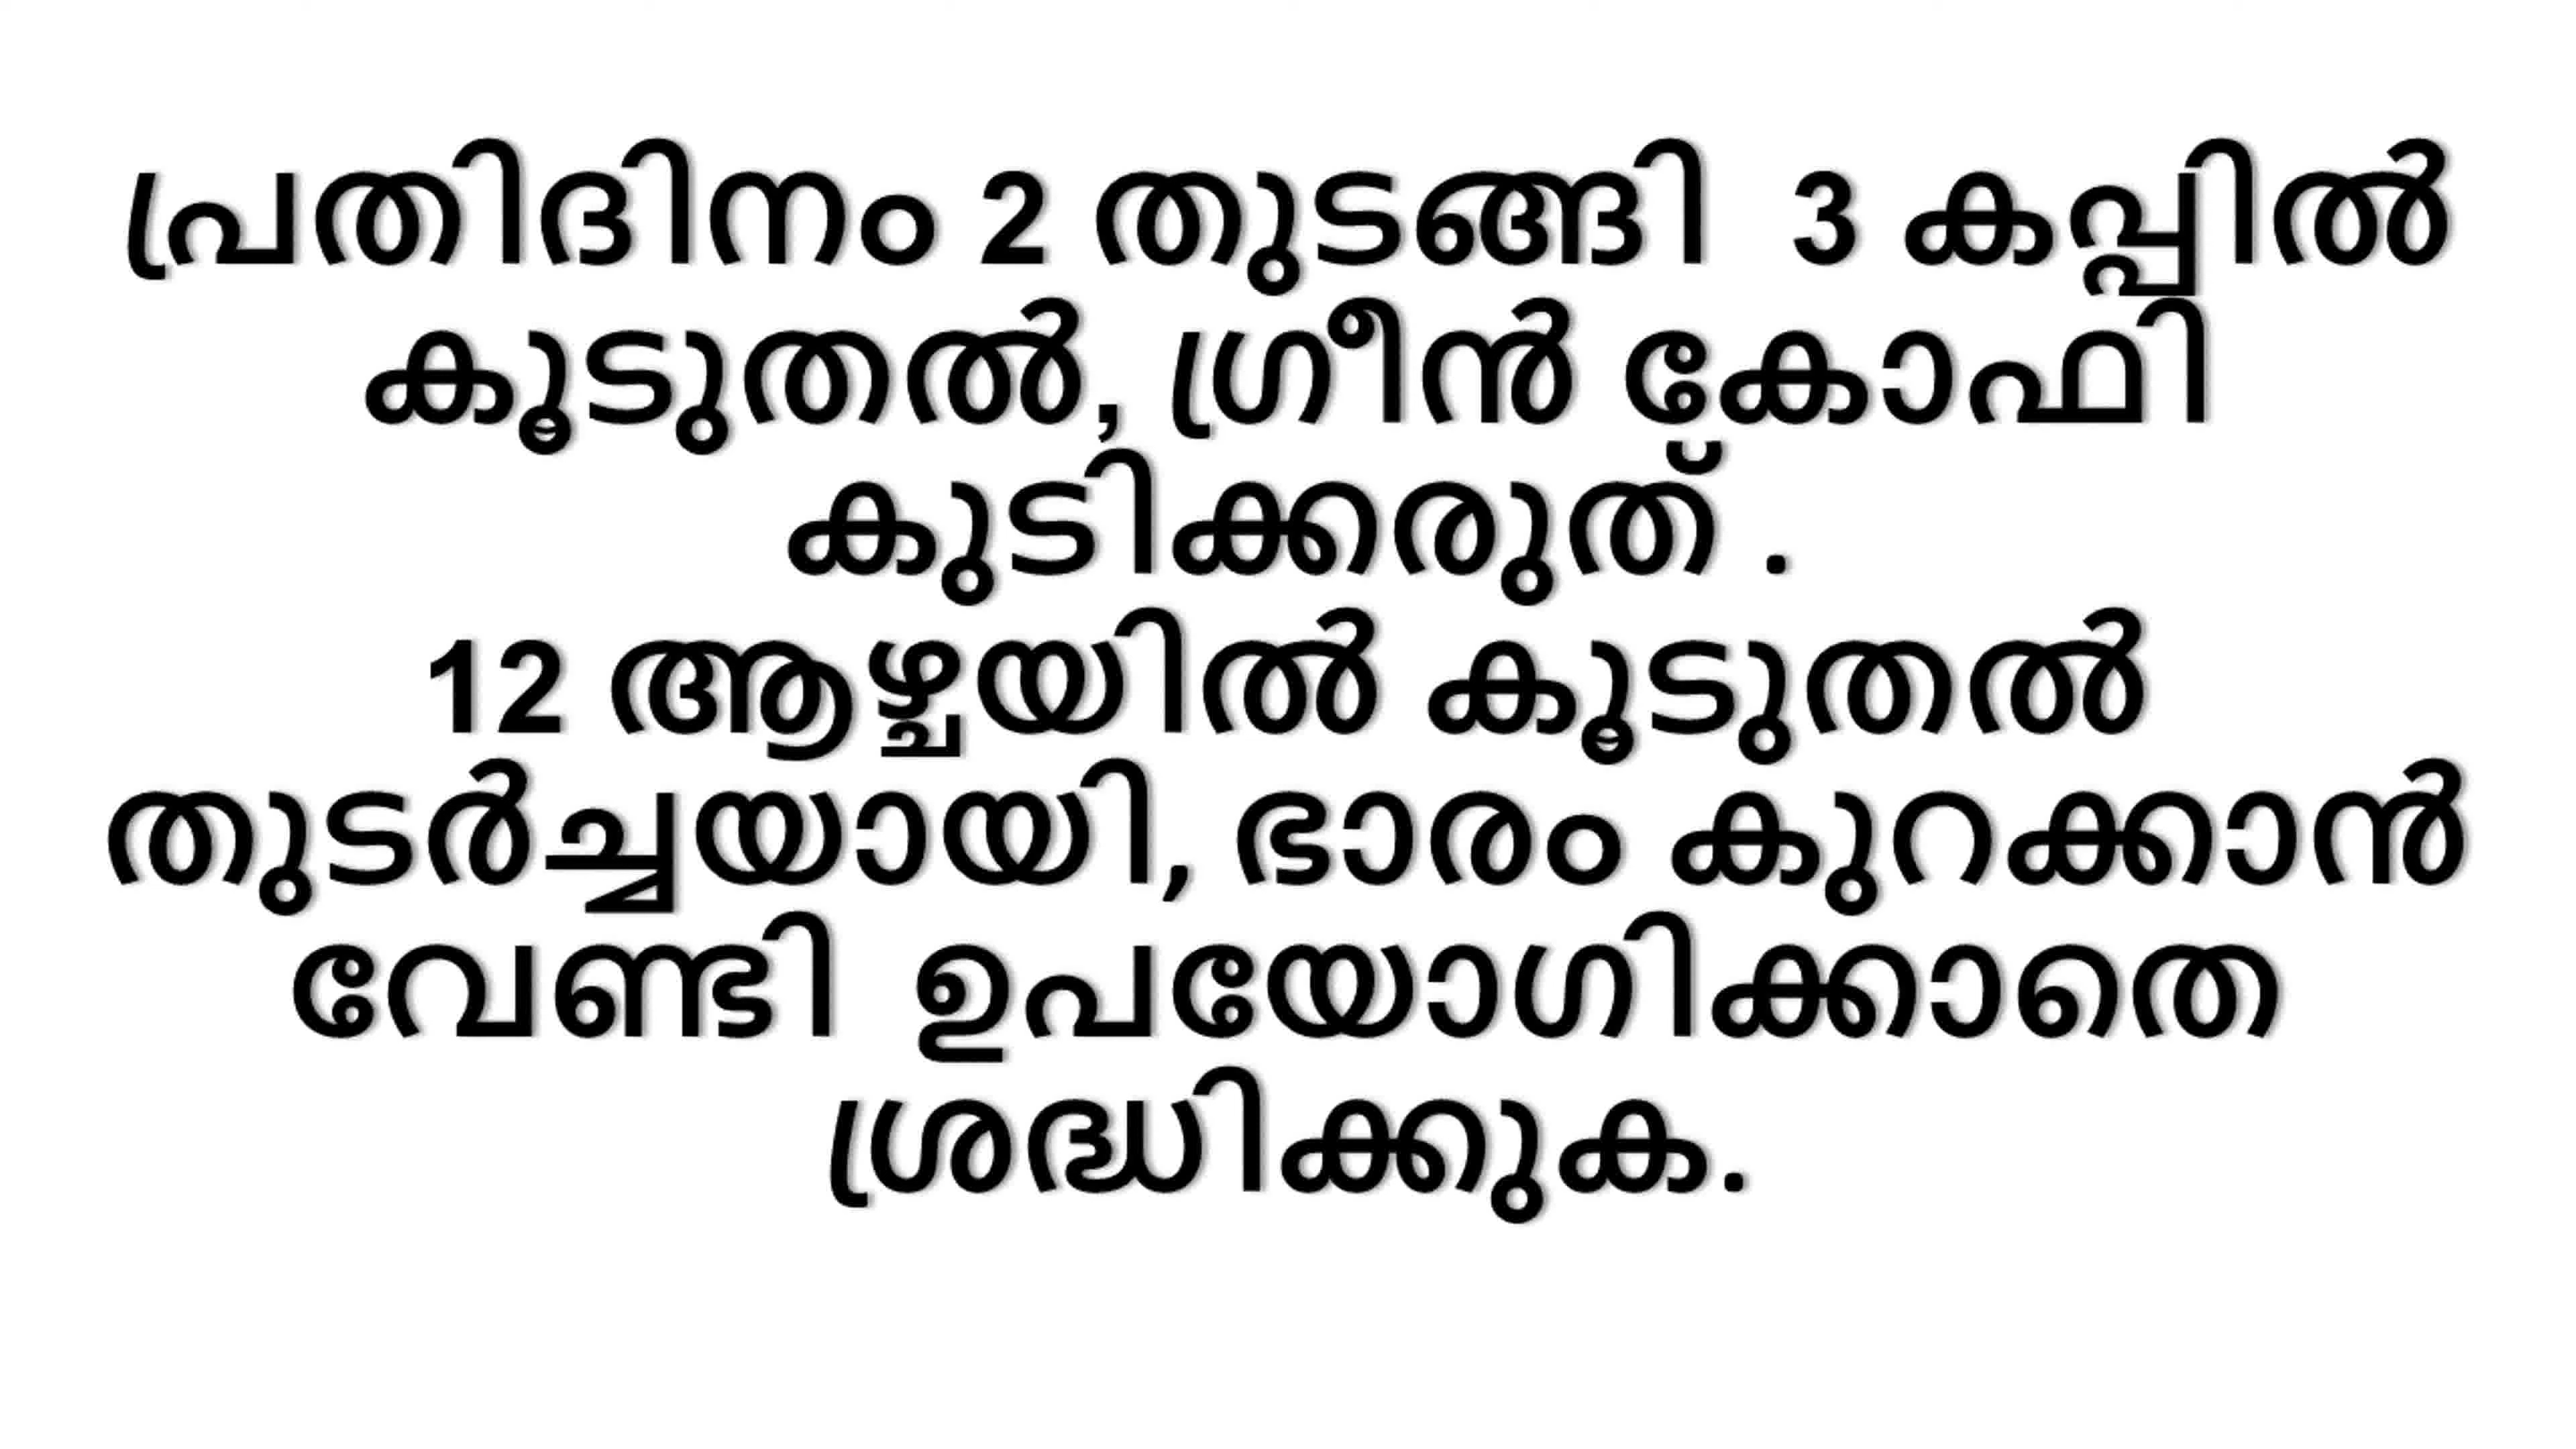 പ്രതിദിനം 2 തുടങ്ങി 3 കപ്പിൽ
കൂടുതൽ, ഗ്രീൻ കോഫി
കുടിക്കരുത് .
12 ആഴ്ചയിൽ കൂടുതൽ
തുടർച്ചയായി, ഭാരം കുറക്കാൻ
വേണ്ടി ഉപയോഗിക്കാതെ
ശ്രദ്ധിക്കുക.